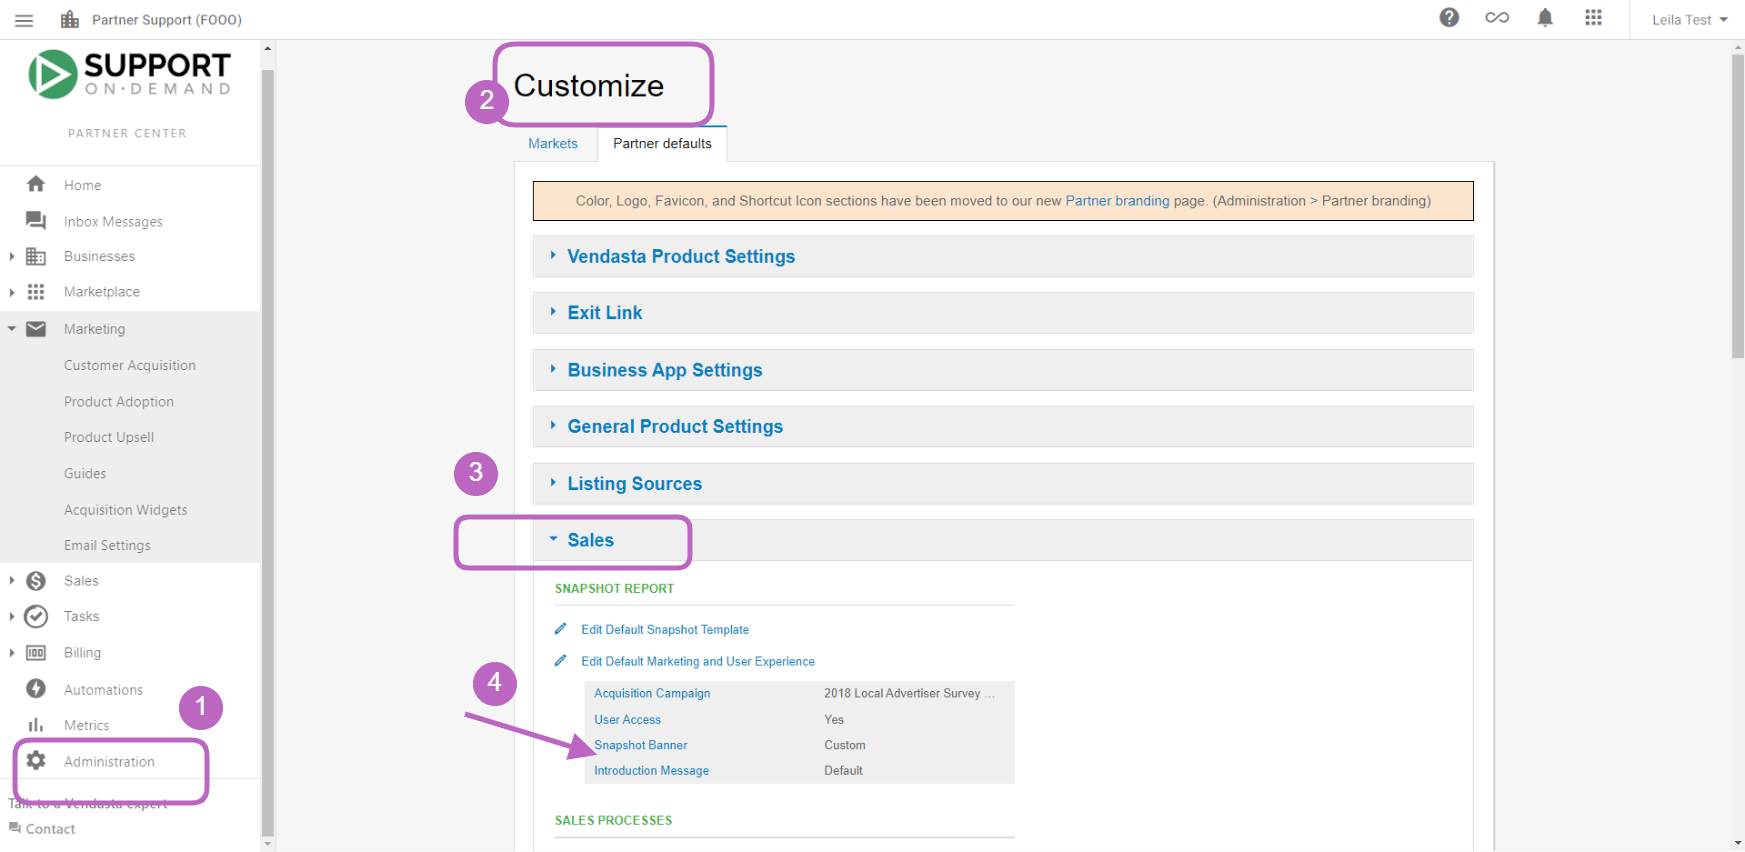 Partner Support (FOOO)
Leila Test
SUPPORT
ON·DEMAND
PARTNER CENTER
Home
Inbox Messages
Businesses
Marketplace
Marketing
Customer Acquisition
Product Adoption
Product Upsell
Guides
Acquisition Widgets
Email Settings
Sales
Tasks
Billing
Automations
Metrics
1
Administration
Talk to a Vendasta expert
Contact
2
Customize
Markets
Partner defaults
Color, Logo, Favicon, and Shortcut Icon sections have been moved to our new Partner branding page. (Administration > Partner branding)
Vendasta Product Settings
Exit Link
Business App Settings
General Product Settings
3
Listing Sources
Sales
SNAPSHOT REPORT
Edit Default Snapshot Template
Edit Default Marketing and User Experience
4
Acquisition Campaign 2018 Local Advertiser Survey ...
User Access Yes
Snapshot Banner Custom
Introduction Message Default
SALES PROCESSES